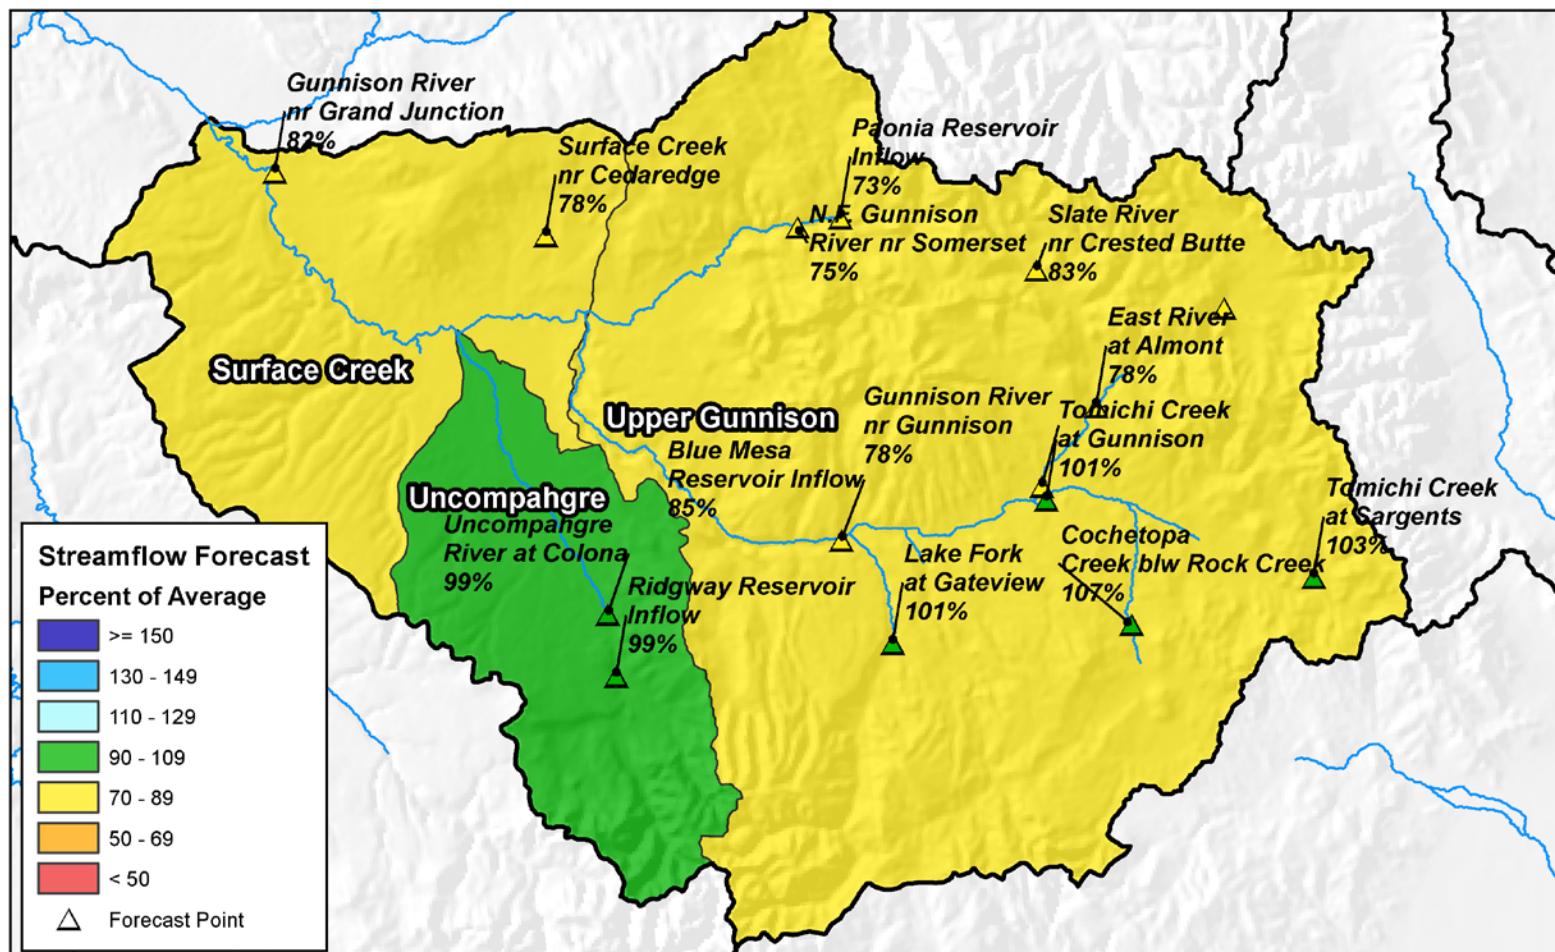 Gunnison River
nr Grand Junction
82%
Surface Creek
nr Cedaredge
78%
Paonia Reservoir
Inflow
73%
N.F. Gunnison
River nr Somerset
75%
Slate River
nr Crested Butte
83%
East River
at Almont
78%
Surface Creek
Upper Gunnison
Gunnison River
nr Gunnison
78%
Tomichi Creek
at Gunnison
101%
Blue Mesa
Reservoir Inflow
85%
Uncompahgre
Uncompahgre
River at Colona
99%
Ridgway Reservoir
Inflow
99%
Lake Fork
at Gateview
101%
Cochetopa
Creek blw Rock Creek
107%
Tomichi Creek
at Sargents
103%
Streamflow Forecast
Percent of Average
>= 150
130 - 149
110 - 129
90 - 109
70 - 89
50 - 69
< 50
Forecast Point